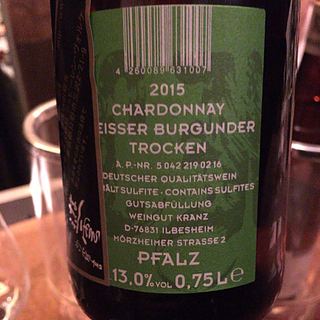 4 260089 631007
2015
CHARDONNAY
EISSER BURGUNDER
TROCKEN
A.P.-NR. 5 042 219 02 16
DEUTSCHER QUALITÄTSWEIN
ÄLT SULFITE · CONTAINS SULFITES
GUTSABFÜLLUNG
WEINGUT KRANZ
D-76831 ILBESHEIM
MÖRZHEIMER STRASSE 2
PFALZ
13,0%VOL 0,75L℮